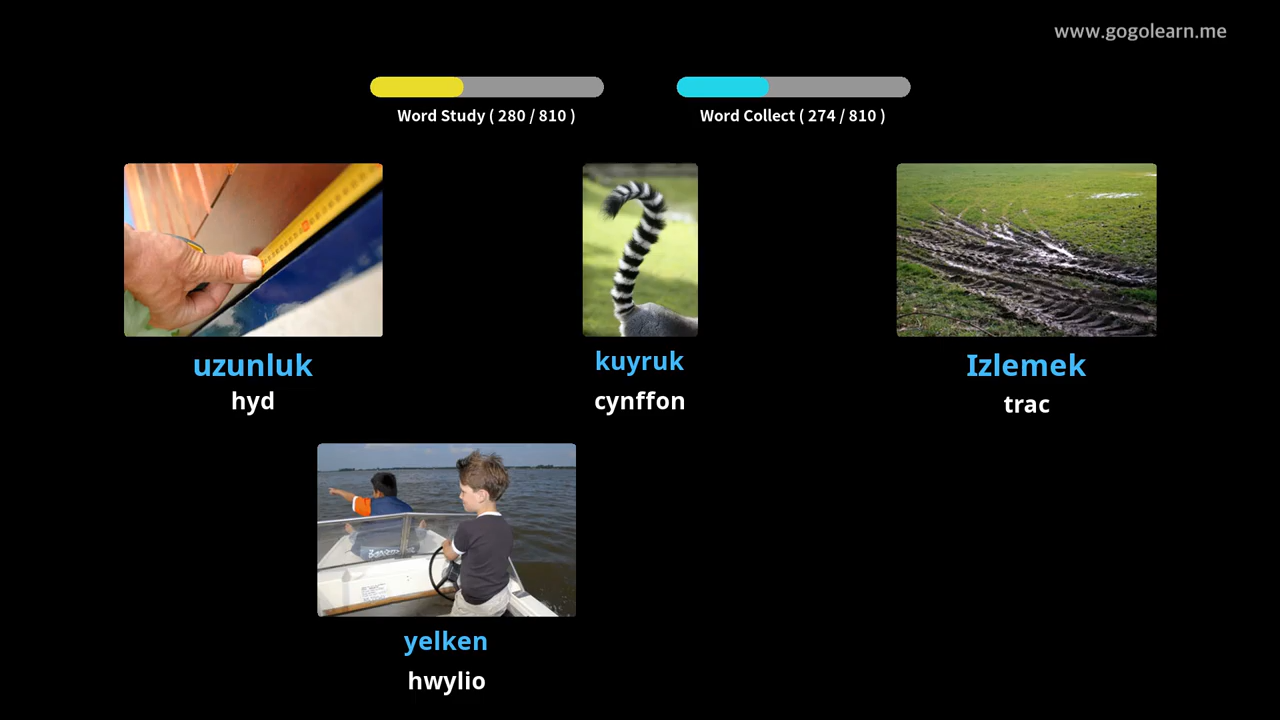 www.gogolearn.me
Word Study ( 280 / 810 )
Word Collect ( 274 / 810 )
uzunluk
hyd
kuyruk
cynffon
Izlemek
trac
yelken
hwylio